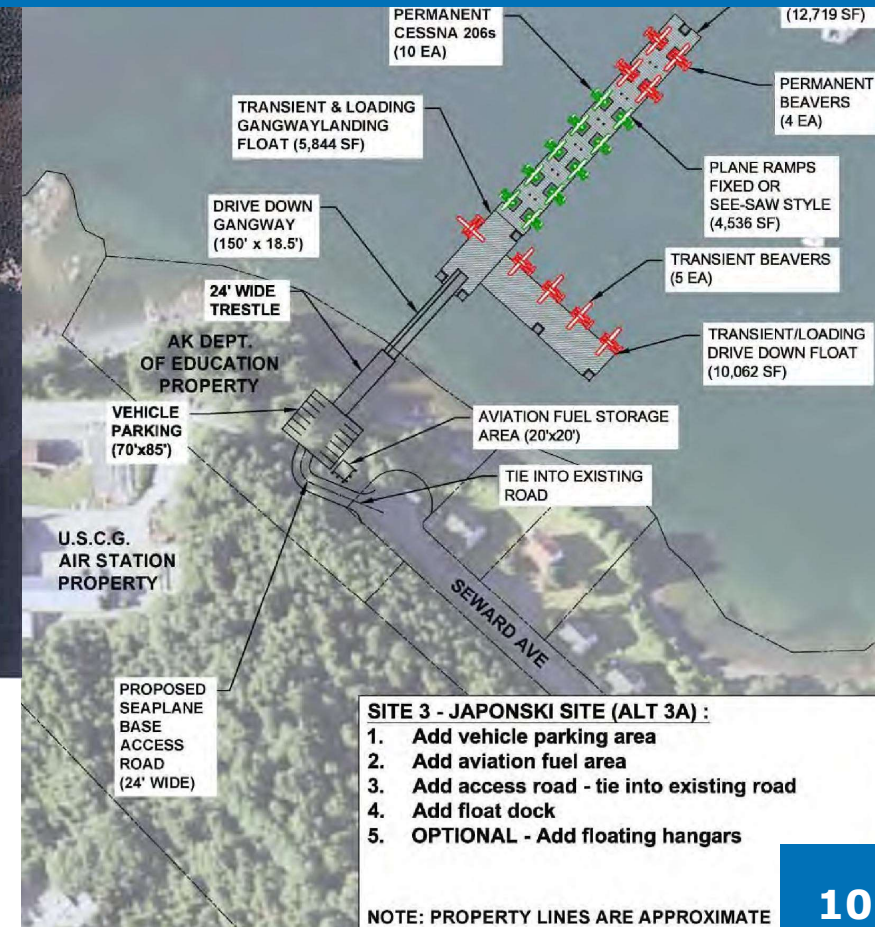 PERMANENT
CESSNA 206s
(10 EA)
(12,719 SF)
PERMANENT
BEAVERS
(4 EA)
TRANSIENT & LOADING
GANGWAYLANDING
FLOAT (5,844 SF)
PLANE RAMPS
FIXED OR
SEE-SAW STYLE
(4,536 SF)
DRIVE DOWN
GANGWAY
(150' x 18.5')
TRANSIENT BEAVERS
(5 EA)
24' WIDE
TRESTLE
TRANSIENT/LOADING
DRIVE DOWN FLOAT
(10,062 SF)
AK DEPT.
OF EDUCATION
PROPERTY
VEHICLE
PARKING
(70'x85')
AVIATION FUEL STORAGE
AREA (20'x20')
TIE INTO EXISTING
ROAD
U.S.C.G.
AIR STATION
PROPERTY
SEWARD AVE
PROPOSED
SEAPLANE
BASE
ACCESS
ROAD
(24' WIDE)
SITE 3 - JAPONSKI SITE (ALT 3A) :
1. Add vehicle parking area
2. Add aviation fuel area
3. Add access road - tie into existing road
4. Add float dock
5. OPTIONAL - Add floating hangars
NOTE: PROPERTY LINES ARE APPROXIMATE
10